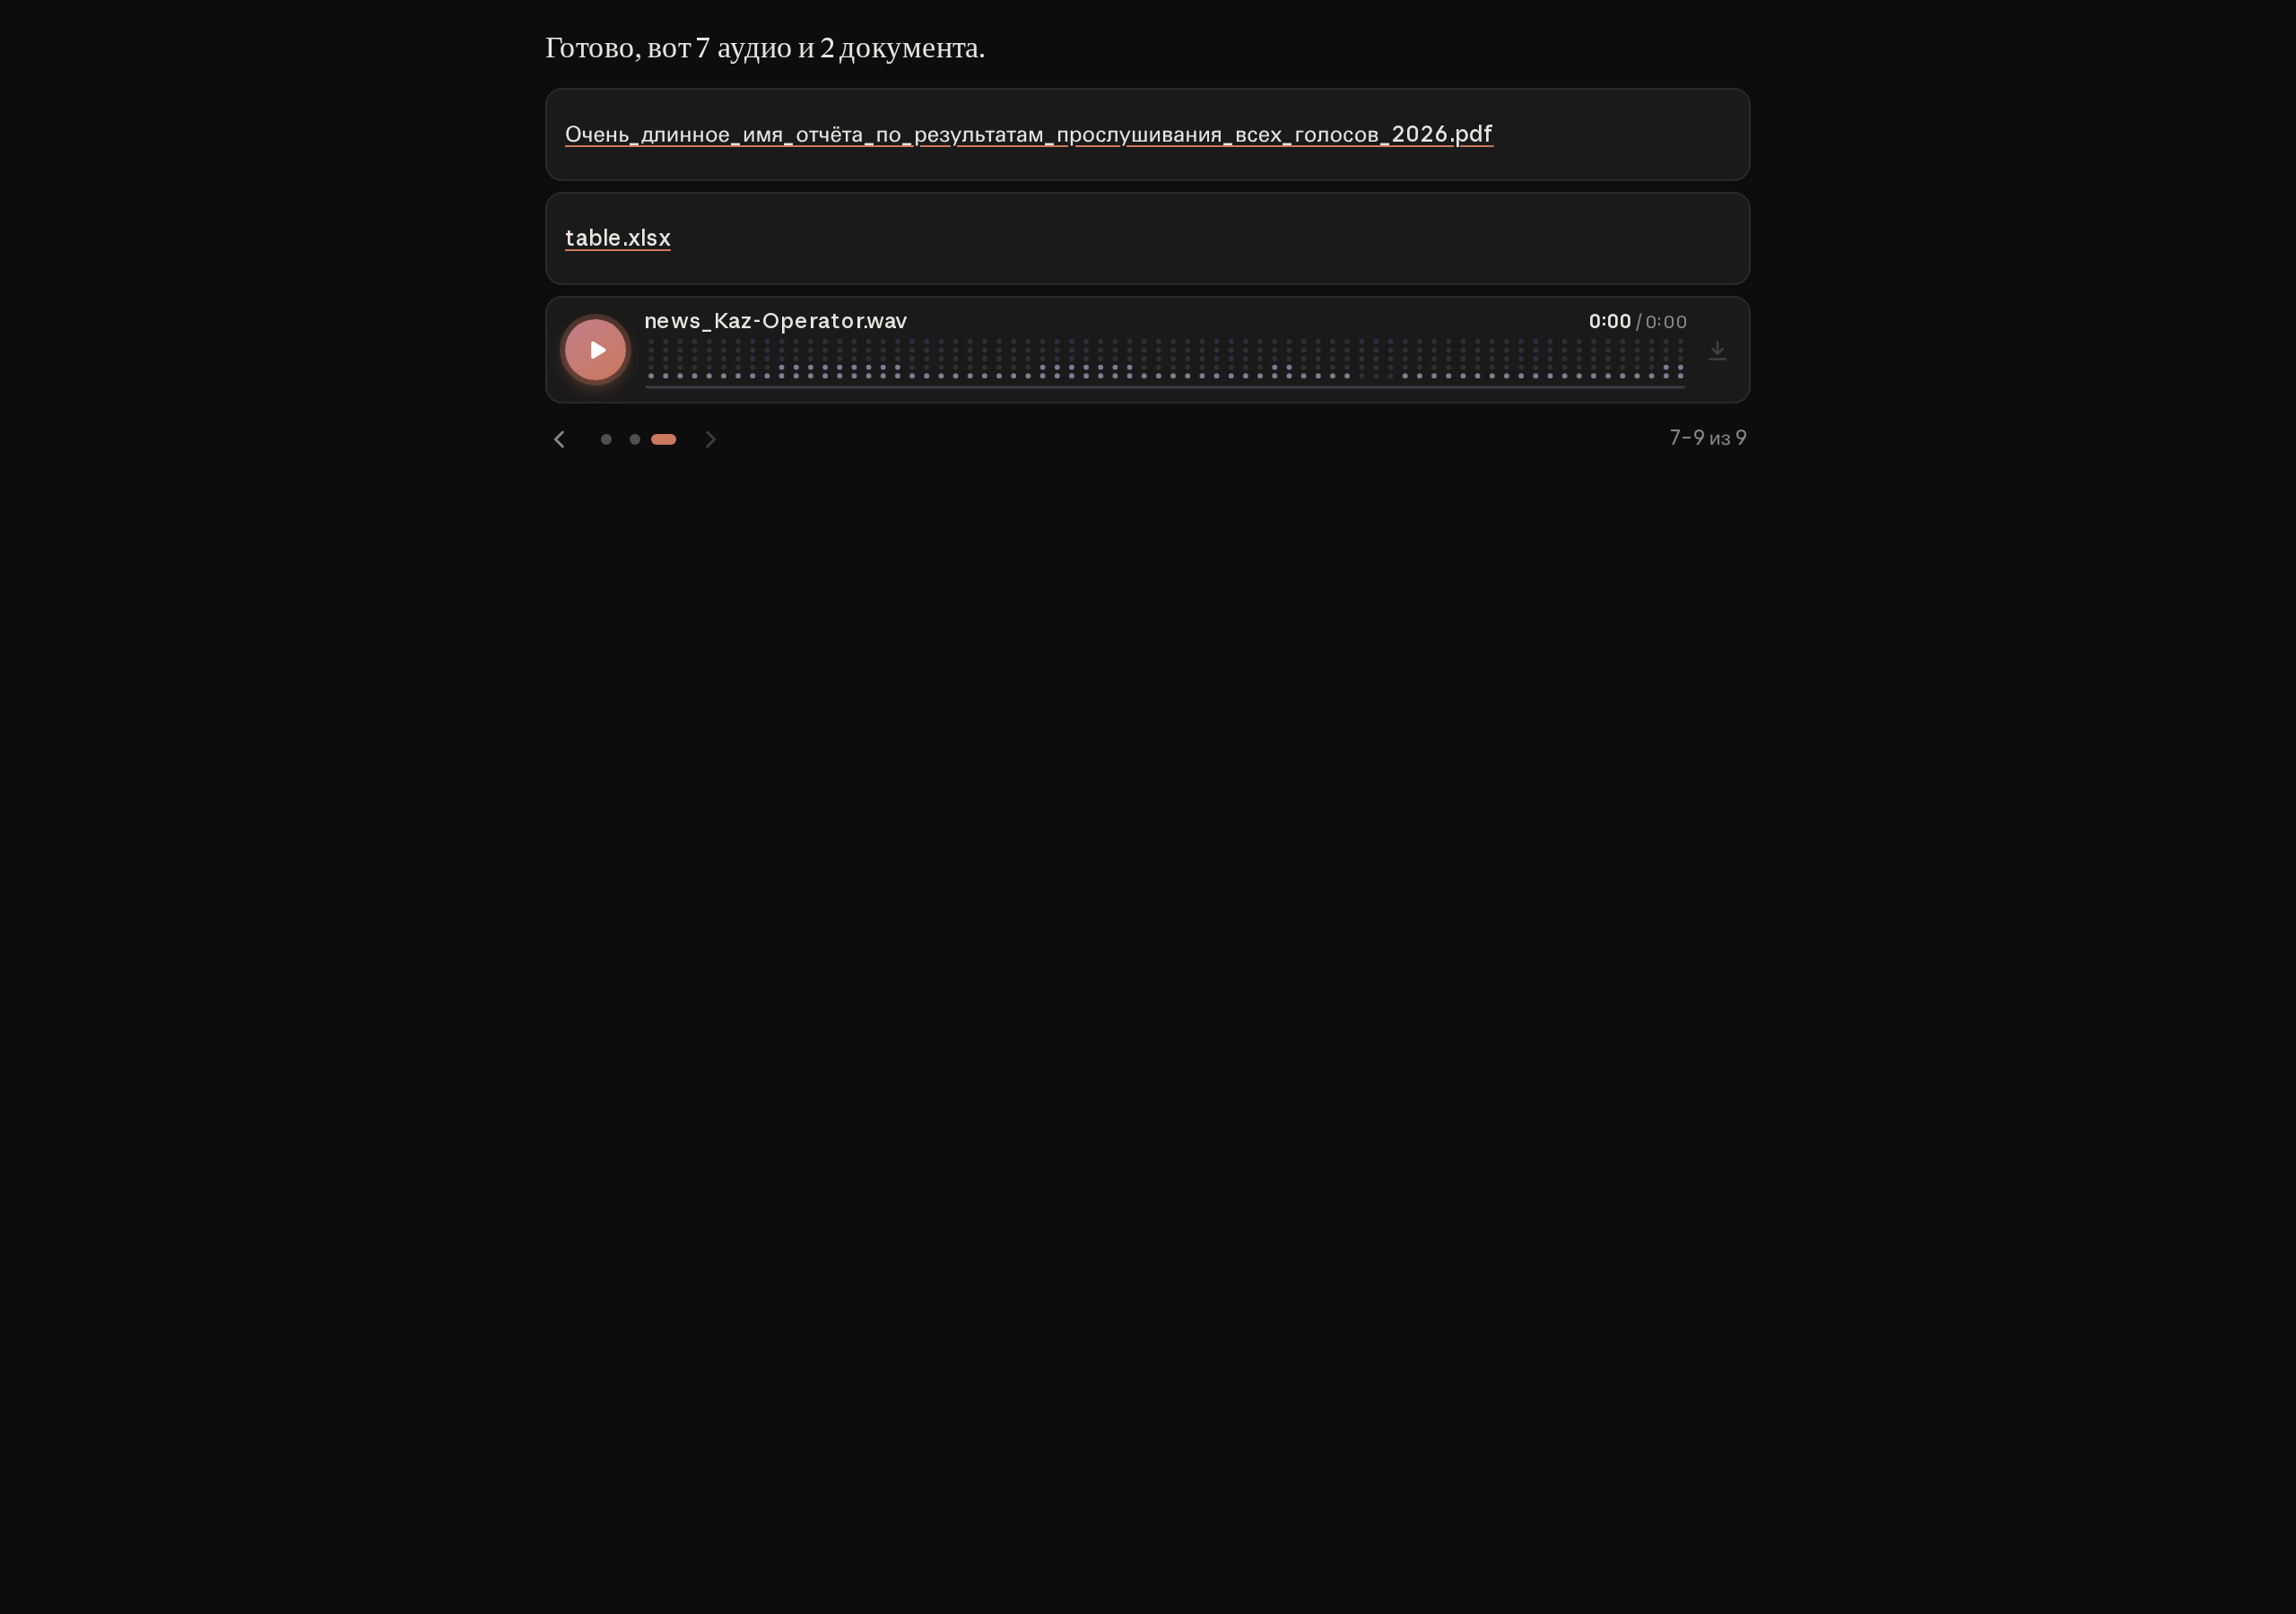 Готово, вот 7 аудио и 2 документа.
Очень_длинное_имя_отчёта_по_результатам_прослушивания_всех_голосов_2026.pdf
table.xlsx
news_Kaz-Operator.wav 0:00 / 0:00
7–9 из 9